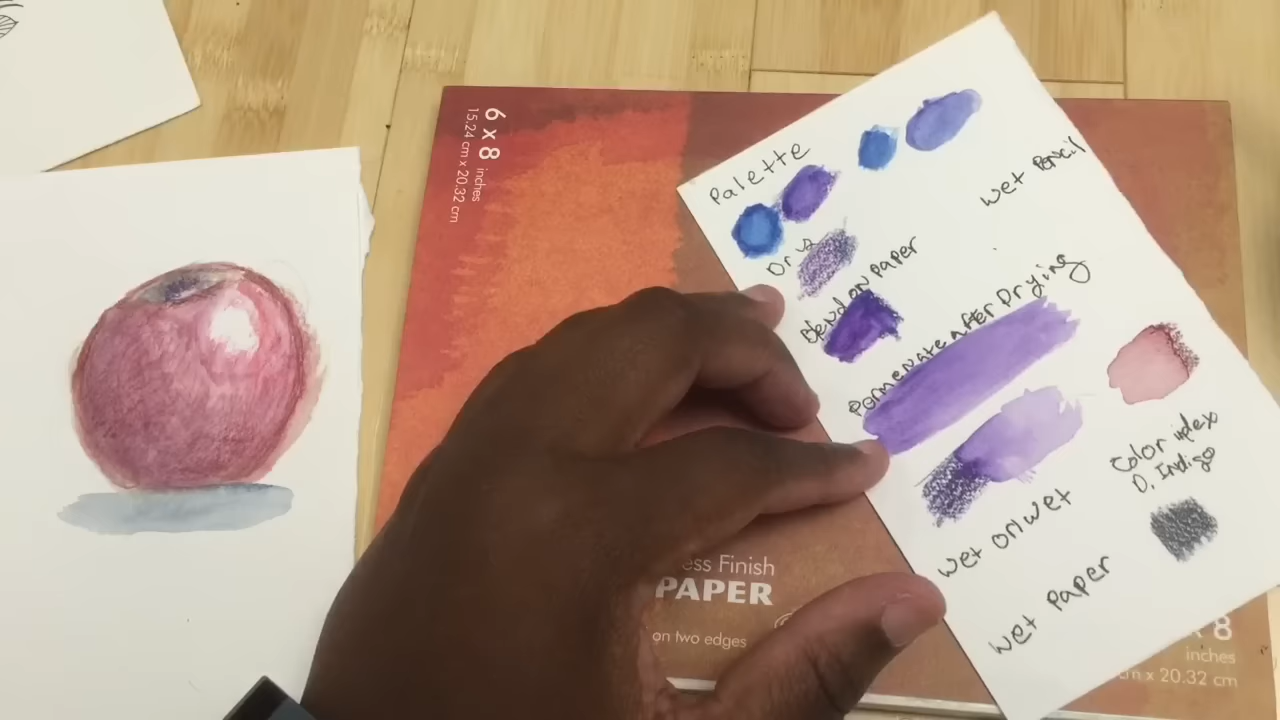 6 x 8
inches
15.24 cm x 20.32 cm
Palette
wet Pencil
Dry
Blend on Paper
Permenate After Drying
Color index
D. Indigo
wet on wet
wet Paper
ess Finish
PAPER
on two edges
x 8
inches
cm x 20.32 cm